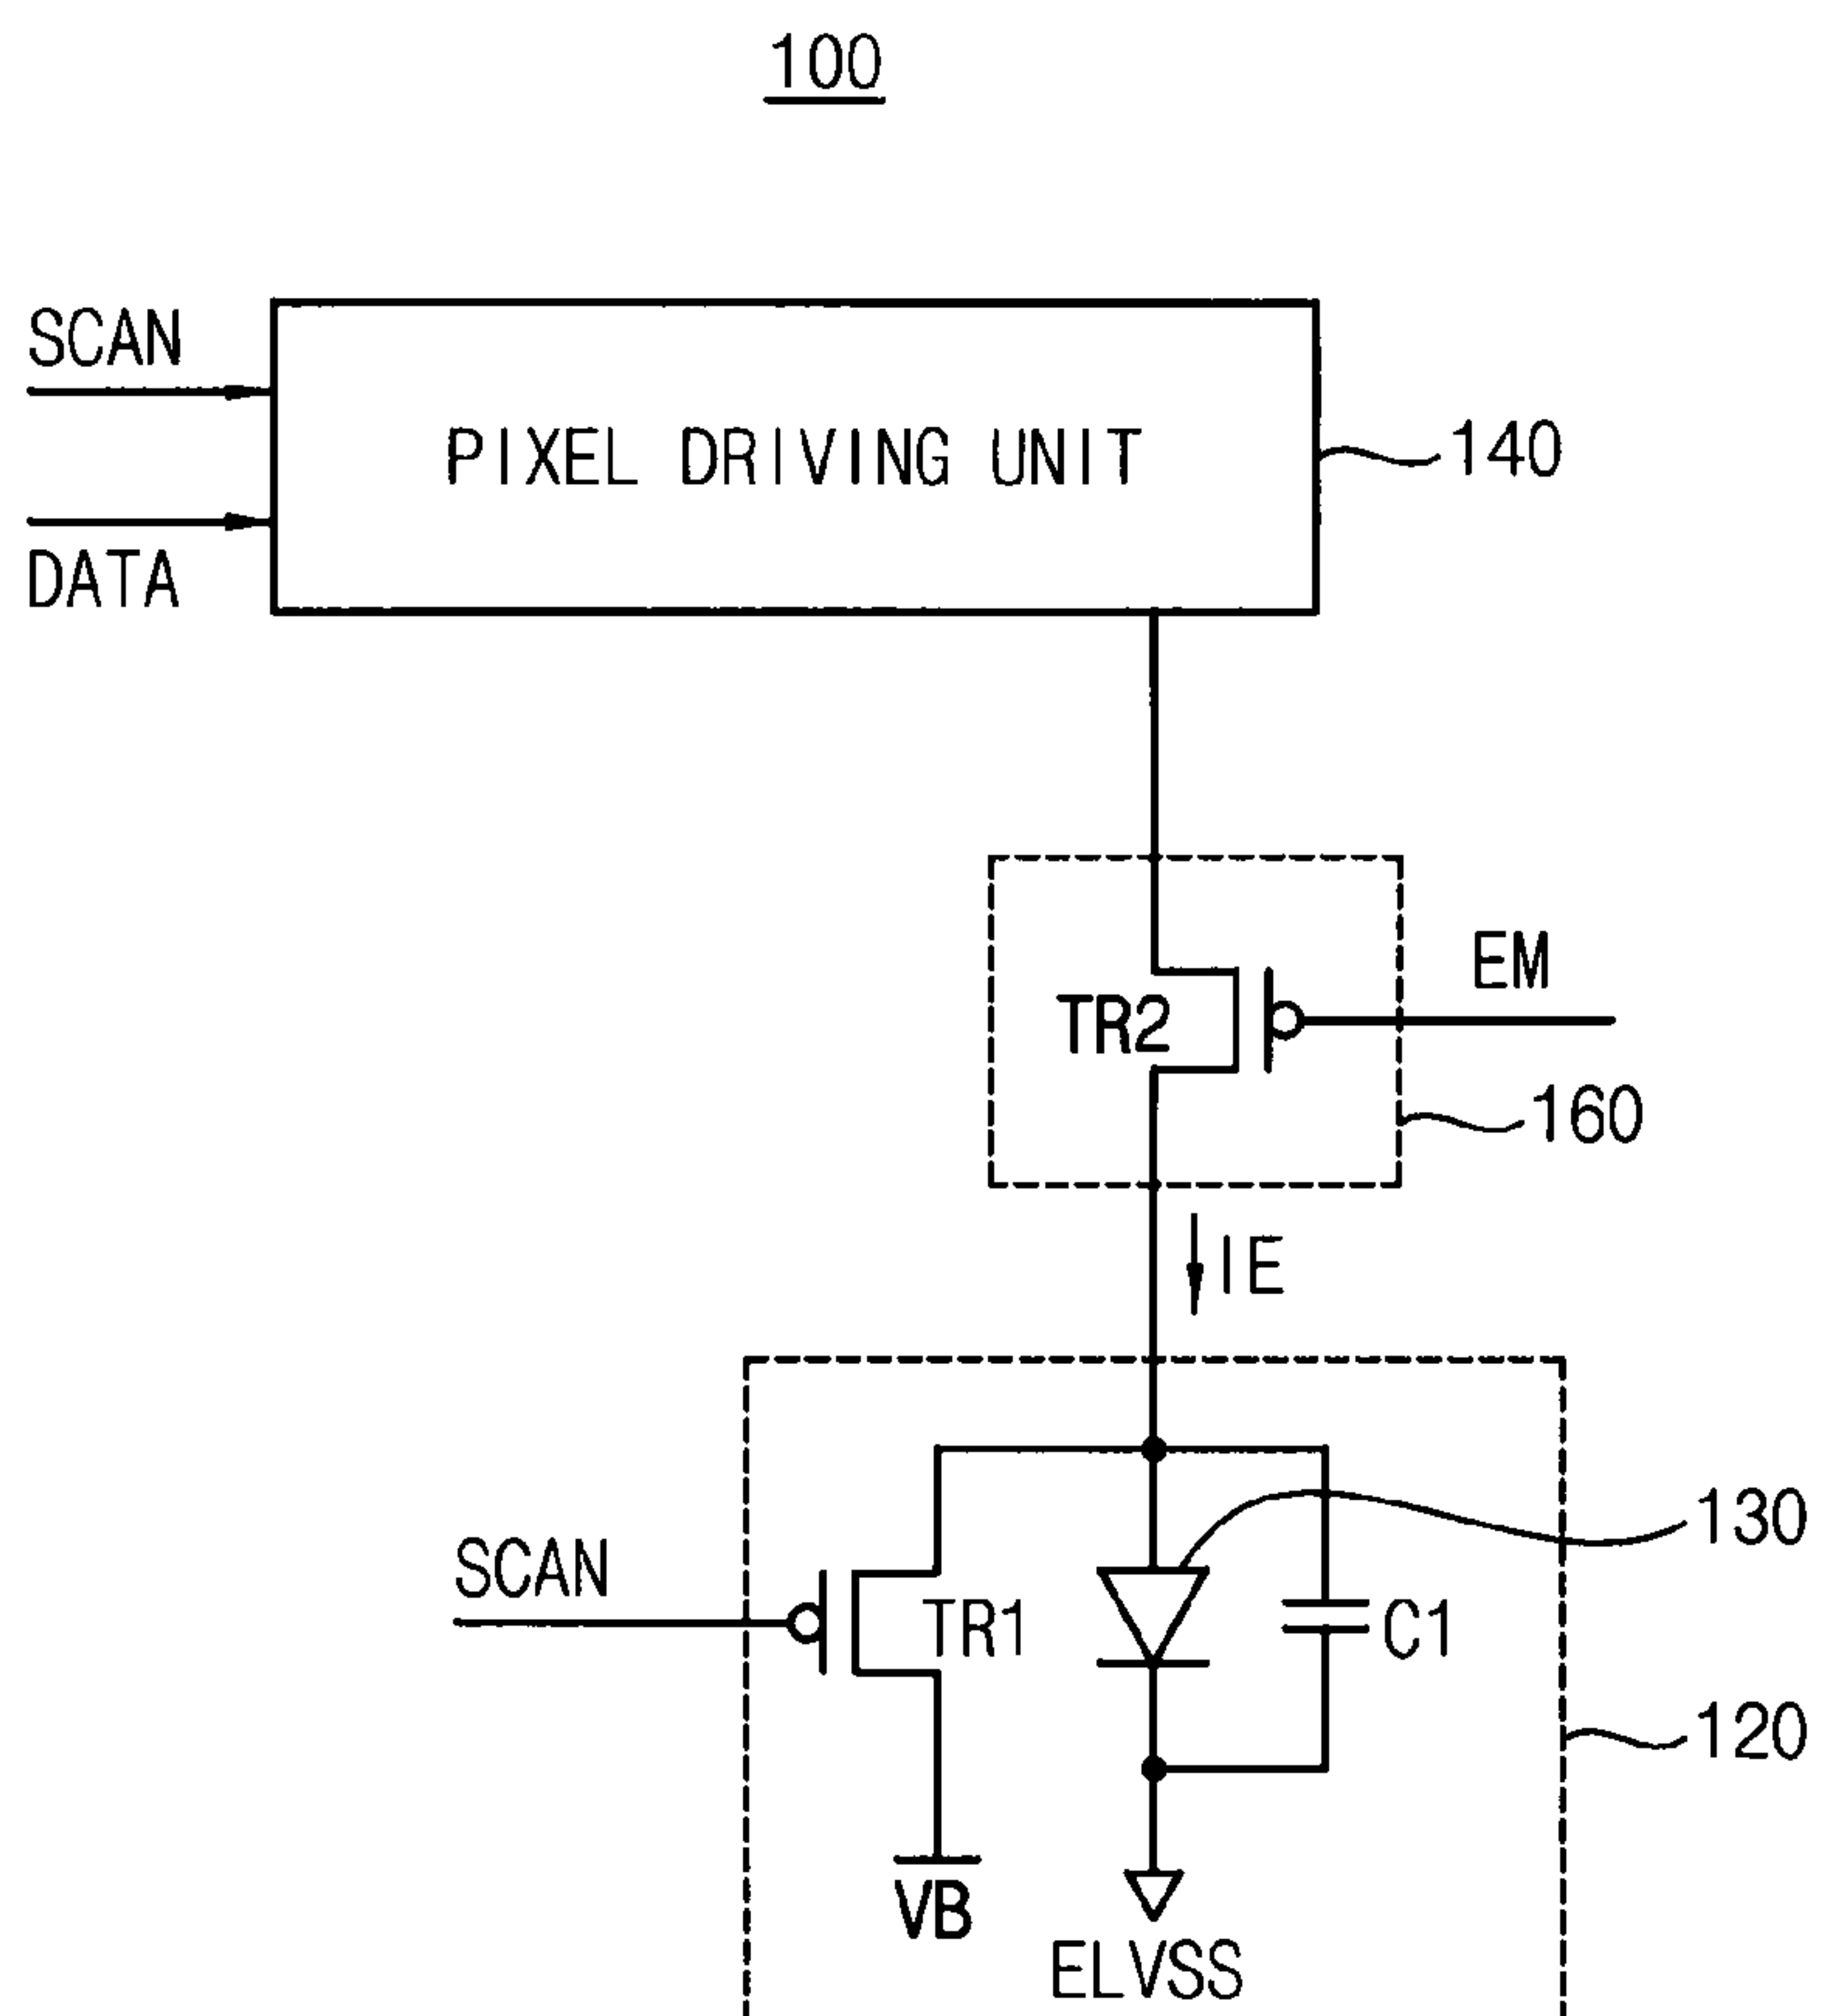 100
SCAN
PIXEL DRIVING UNIT
140
DATA
EM
TR2
160
IE
130
SCAN
TR1
C1
120
VB
ELVSS